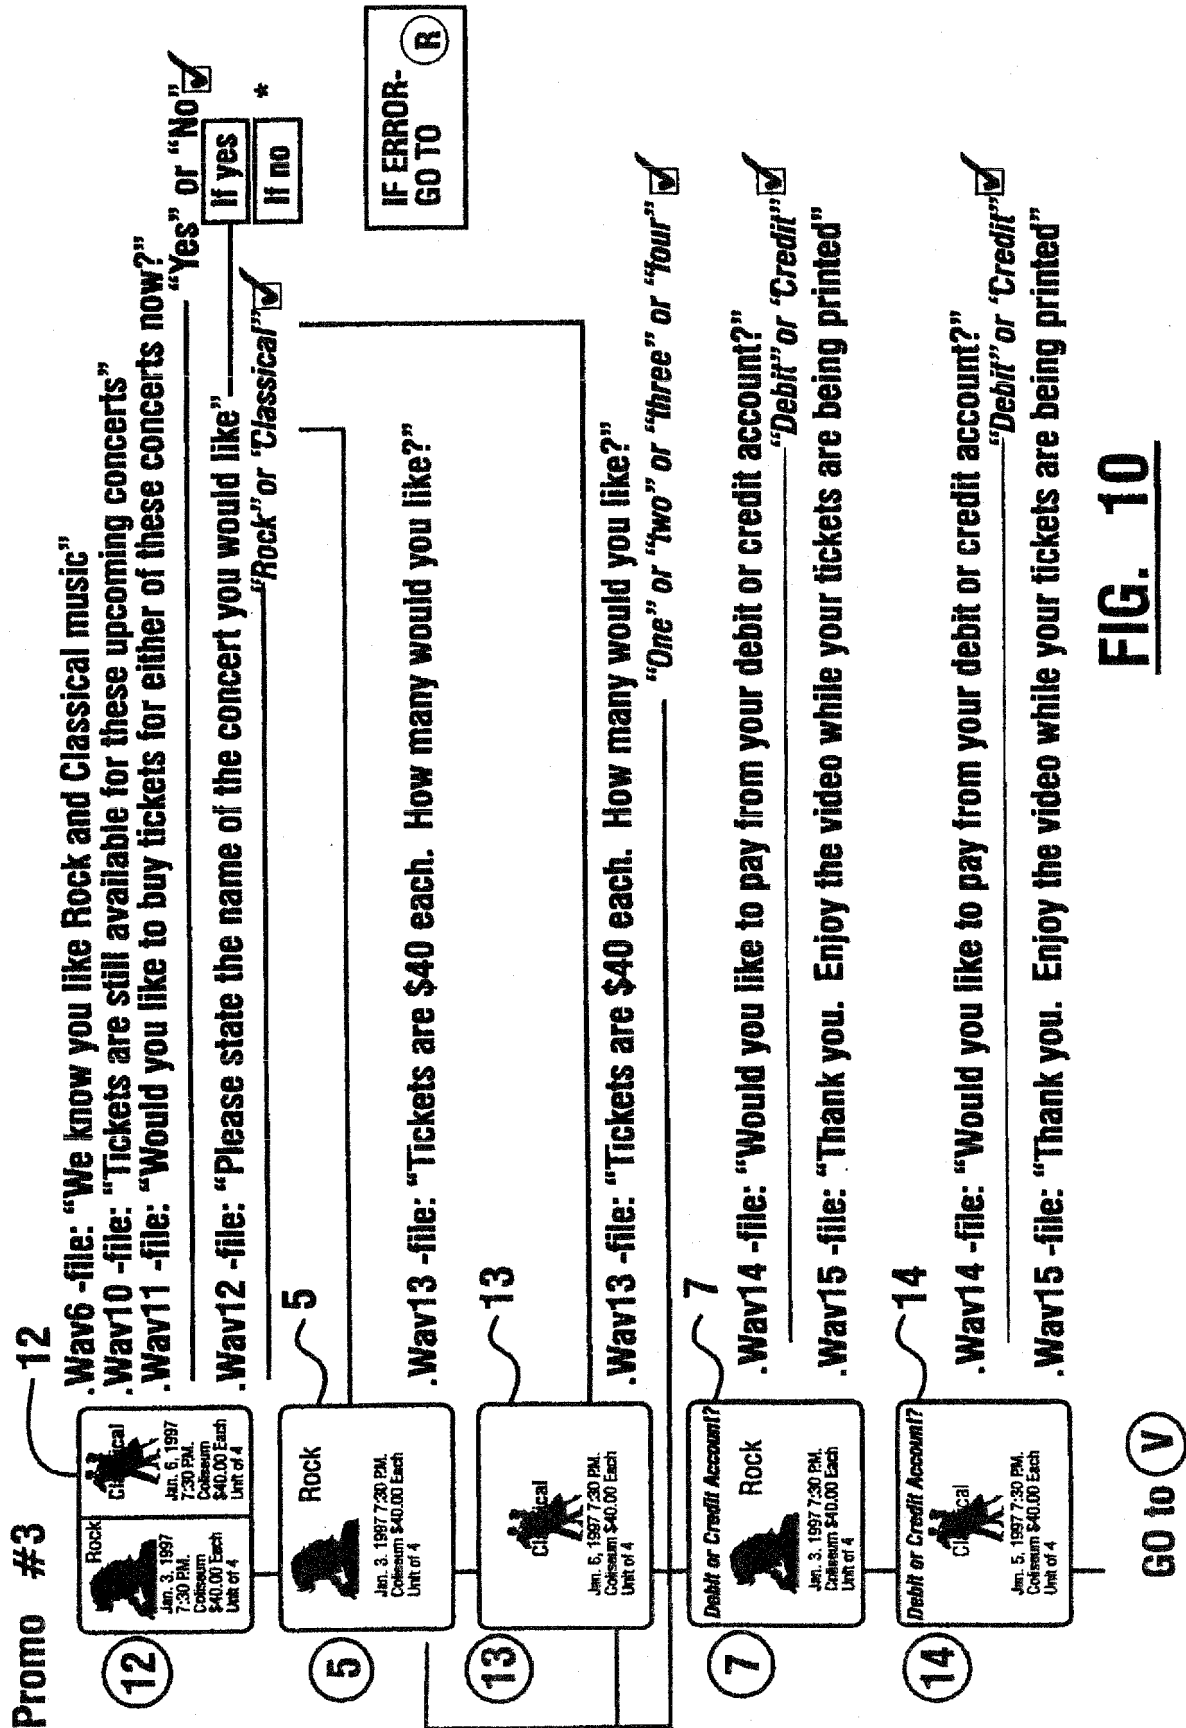 Promo #3
12
.Wav6 -file: “We know you like Rock and Classical music”
.Wav10 -file: “Tickets are still available for these upcoming concerts”
.Wav11 -file: “Would you like to buy tickets for either of these concerts now?”
“Yes” or “No”
If yes
If no *
.Wav12 -file: “Please state the name of the concert you would like”
“Rock” or “Classical”
IF ERROR-
GO TO R
12
Rock
Jan. 3. 1997
7:30 P.M.
Coliseum
$40.00 Each
Unit of 4
Classical
Jan. 6, 1997
7:30 P.M.
Coliseum
$40.00 Each
Unit of 4
5
5
Rock
Jan. 3. 1997 7:30 P.M.
Coliseum $40.00 Each
Unit of 4
.Wav13 -file: “Tickets are $40 each. How many would you like?”
13
13
Classical
Jan. 6, 1997 7:30 P.M.
Coliseum $40.00 Each
Unit of 4
.Wav13 -file: “Tickets are $40 each. How many would you like?”
“One” or “two” or “three” or “four”
7
7
Debit or Credit Account?
Rock
Jan. 3. 1997 7:30 P.M.
Coliseum $40.00 Each
Unit of 4
.Wav14 -file: “Would you like to pay from your debit or credit account?”
“Debit” or “Credit”
.Wav15 -file: “Thank you. Enjoy the video while your tickets are being printed”
14
14
Debit or Credit Account?
Classical
Jan. 5. 1997 7:30 P.M.
Coliseum $40.00 Each
Unit of 4
.Wav14 -file: “Would you like to pay from your debit or credit account?”
“Debit” or “Credit”
.Wav15 -file: “Thank you. Enjoy the video while your tickets are being printed”
GO to V
FIG. 10